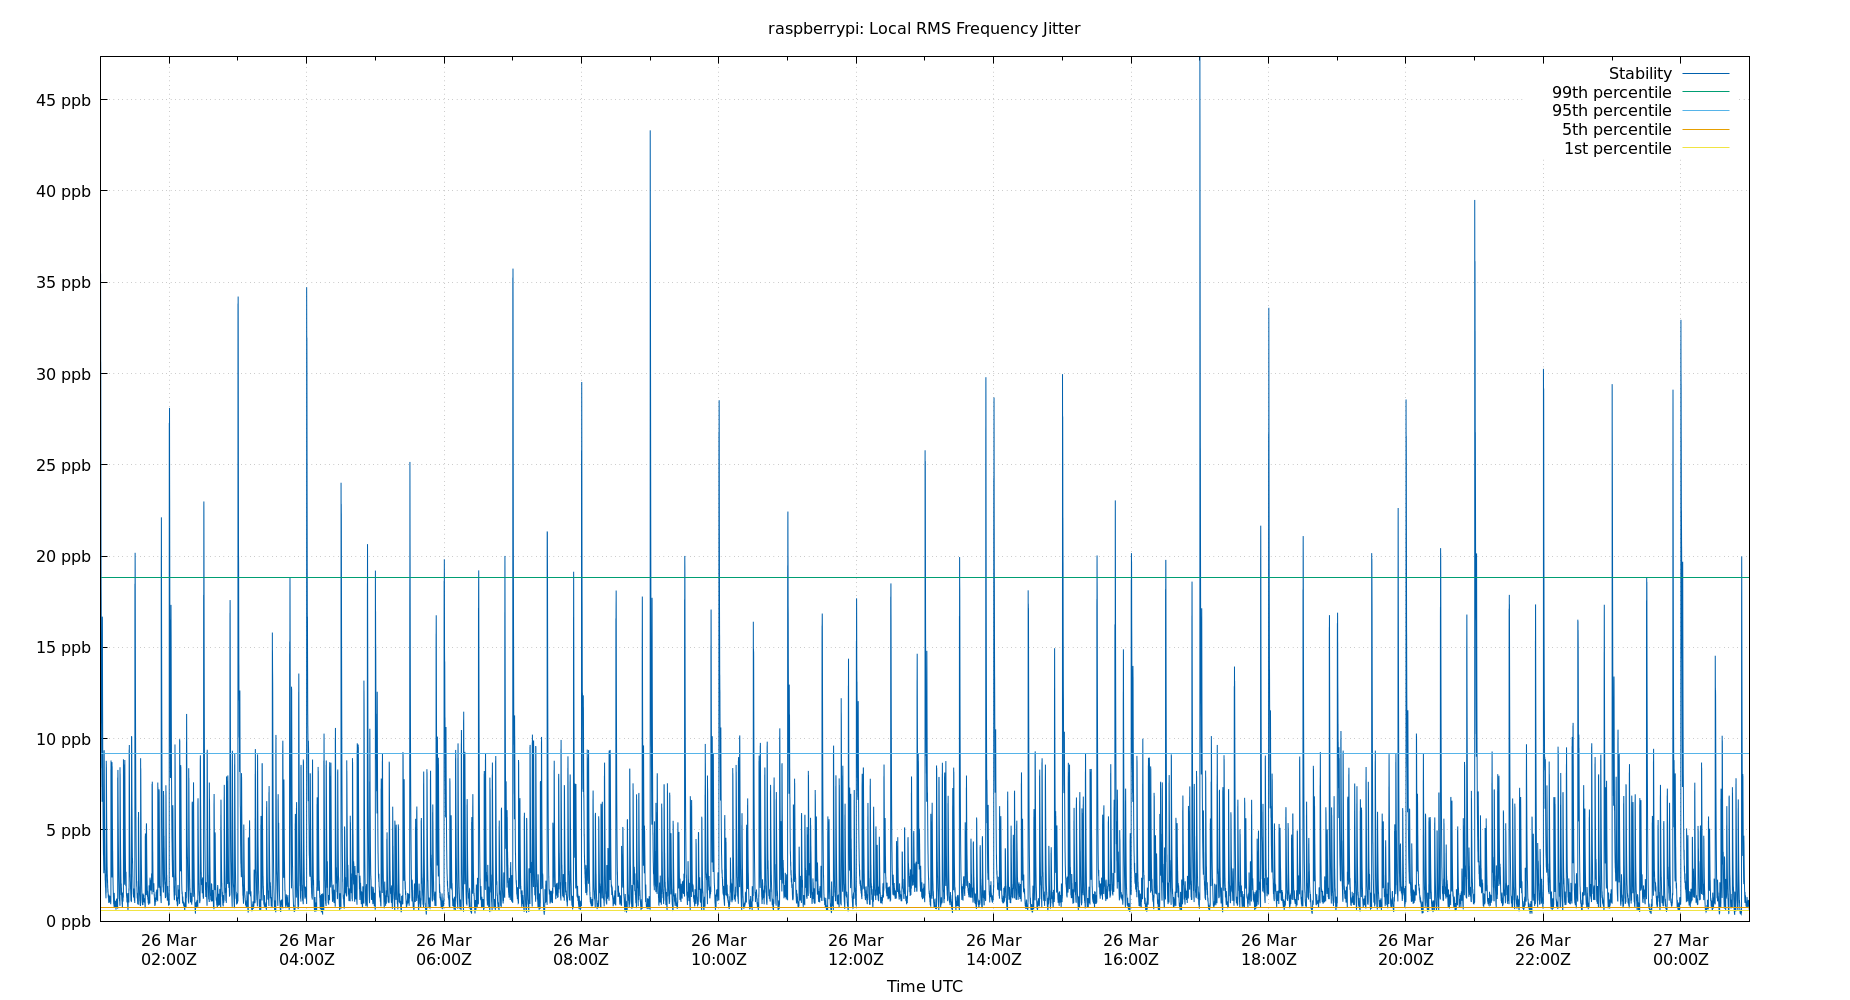 raspberrypi: Local RMS Frequency Jitter
Stability
99th percentile
95th percentile
5th percentile
1st percentile
45 ppb
40 ppb
35 ppb
30 ppb
25 ppb
20 ppb
15 ppb
10 ppb
5 ppb
0 ppb
26 Mar 26 Mar 26 Mar 26 Mar 26 Mar 26 Mar 26 Mar 26 Mar 26 Mar 26 Mar 26 Mar 27 Mar
02:00Z 04:00Z 06:00Z 08:00Z 10:00Z 12:00Z 14:00Z 16:00Z 18:00Z 20:00Z 22:00Z 00:00Z
Time UTC